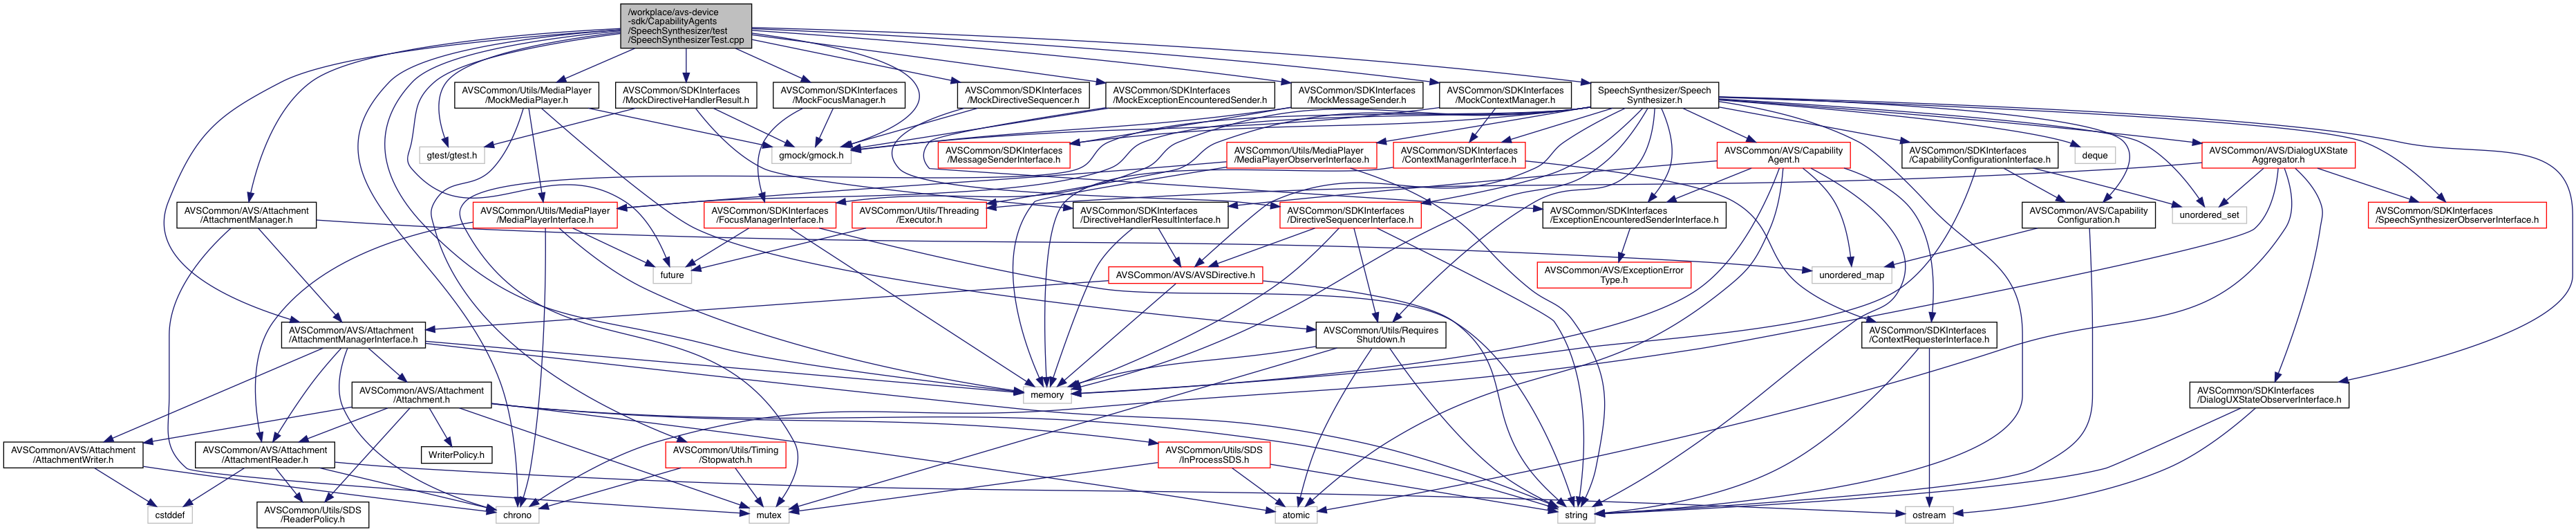 /workplace/avs-device
-sdk/CapabilityAgents
/SpeechSynthesizer/test
/SpeechSynthesizerTest.cpp
AVSCommon/Utils/MediaPlayer
/MockMediaPlayer.h
AVSCommon/SDKInterfaces
/MockDirectiveHandlerResult.h
AVSCommon/SDKInterfaces
/MockFocusManager.h
AVSCommon/SDKInterfaces
/MockDirectiveSequencer.h
AVSCommon/SDKInterfaces
/MockExceptionEncounteredSender.h
AVSCommon/SDKInterfaces
/MockMessageSender.h
AVSCommon/SDKInterfaces
/MockContextManager.h
SpeechSynthesizer/Speech
Synthesizer.h
gtest/gtest.h
gmock/gmock.h
AVSCommon/SDKInterfaces
/MessageSenderInterface.h
AVSCommon/Utils/MediaPlayer
/MediaPlayerObserverInterface.h
AVSCommon/SDKInterfaces
/ContextManagerInterface.h
AVSCommon/AVS/Capability
Agent.h
AVSCommon/SDKInterfaces
/CapabilityConfigurationInterface.h
deque
AVSCommon/AVS/DialogUXState
Aggregator.h
AVSCommon/AVS/Attachment
/AttachmentManager.h
AVSCommon/Utils/MediaPlayer
/MediaPlayerInterface.h
AVSCommon/SDKInterfaces
/FocusManagerInterface.h
AVSCommon/Utils/Threading
/Executor.h
AVSCommon/SDKInterfaces
/DirectiveHandlerResultInterface.h
AVSCommon/SDKInterfaces
/DirectiveSequencerInterface.h
AVSCommon/SDKInterfaces
/ExceptionEncounteredSenderInterface.h
AVSCommon/AVS/Capability
Configuration.h
unordered_set
AVSCommon/SDKInterfaces
/SpeechSynthesizerObserverInterface.h
future
AVSCommon/AVS/AVSDirective.h
AVSCommon/AVS/ExceptionError
Type.h
unordered_map
AVSCommon/AVS/Attachment
/AttachmentManagerInterface.h
AVSCommon/Utils/Requires
Shutdown.h
AVSCommon/SDKInterfaces
/ContextRequesterInterface.h
AVSCommon/AVS/Attachment
/Attachment.h
memory
AVSCommon/SDKInterfaces
/DialogUXStateObserverInterface.h
AVSCommon/AVS/Attachment
/AttachmentWriter.h
AVSCommon/AVS/Attachment
/AttachmentReader.h
WriterPolicy.h
AVSCommon/Utils/Timing
/Stopwatch.h
AVSCommon/Utils/SDS
/InProcessSDS.h
cstddef
AVSCommon/Utils/SDS
/ReaderPolicy.h
chrono
mutex
atomic
string
ostream